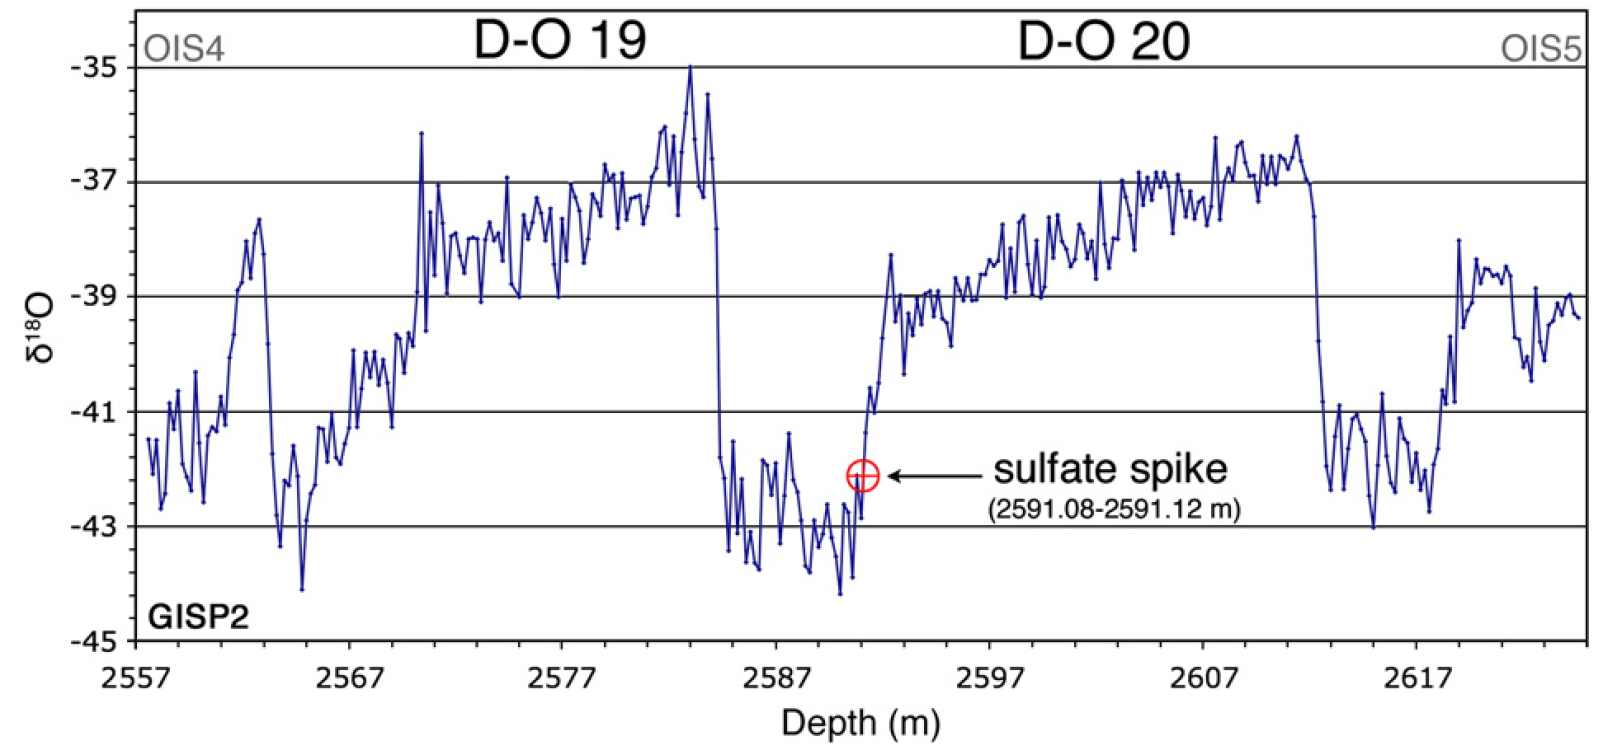 OIS4
D-O 19
D-O 20
OIS5
-35
-37
-39
-41
-43
-45
δ18O
sulfate spike
(2591.08-2591.12 m)
GISP2
2557 2567 2577 2587 2597 2607 2617
Depth (m)